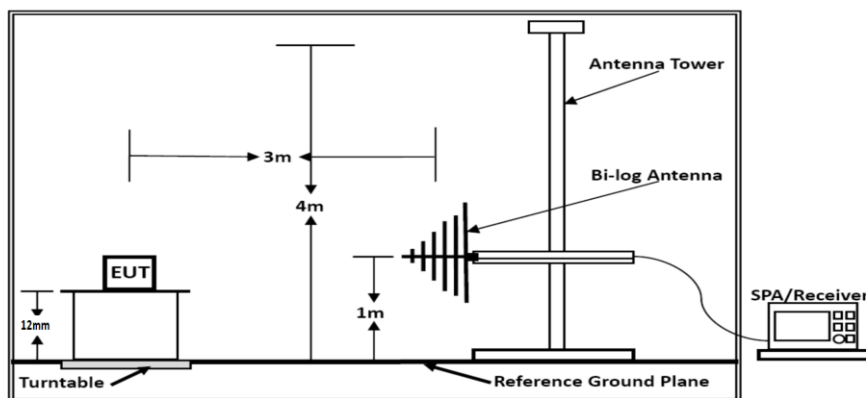 Antenna Tower
3m
Bi-log Antenna
4m
EUT
12mm
1m
SPA/Receiver
Turntable
Reference Ground Plane